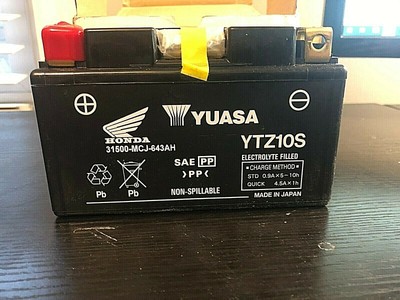 YUASA
HONDA
31500-MCJ-643AH
YTZ10S
ELECTROLYTE FILLED
CHARGE METHOD
STD 0.9A×5~10h
QUICK 4.5A×1h
SAE PP
>PP<
NON-SPILLABLE
MADE IN JAPAN
Pb
Pb